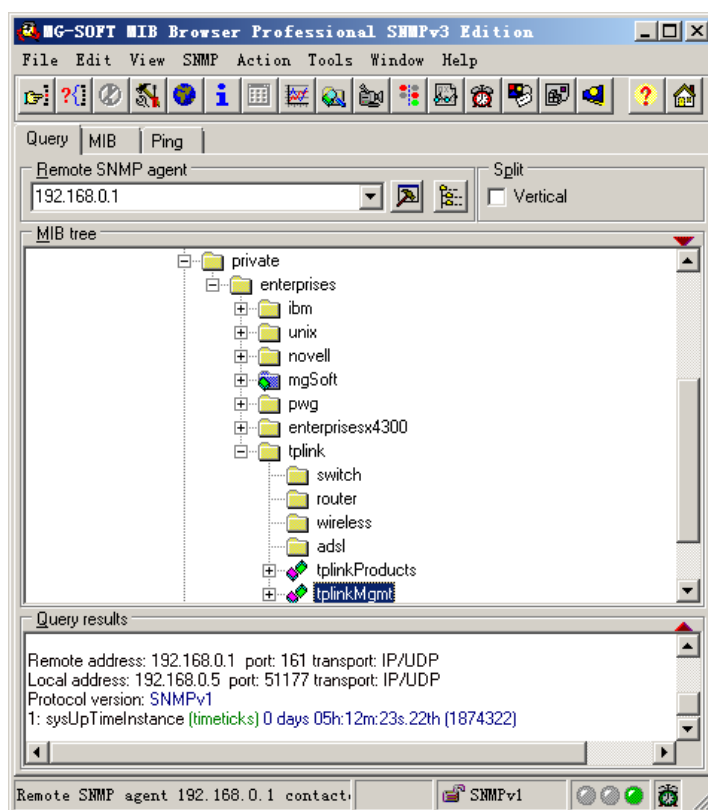 MG-SOFT MIB Browser Professional SNMPv3 Edition
File Edit View SNMP Action Tools Window Help
Query MIB Ping
Remote SNMP agent
Split
192.168.0.1
Vertical
MIB tree
private
enterprises
ibm
unix
novell
mgSoft
pwg
enterprisesx4300
tplink
switch
router
wireless
adsl
tplinkProducts
tplinkMgmt
Query results
Remote address: 192.168.0.1 port: 161 transport: IP/UDP
Local address: 192.168.0.5 port: 51177 transport: IP/UDP
Protocol version: SNMPv1
1: sysUpTimeInstance (timeticks) 0 days 05h:12m:23s.22th (1874322)
Remote SNMP agent 192.168.0.1 contact
SNMPv1